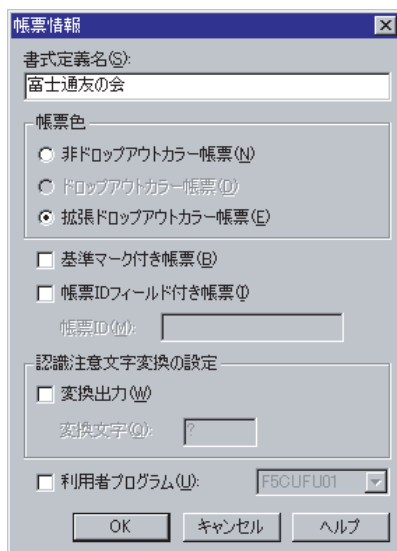 帳票情報
書式定義名(S):
富士通友の会
帳票色
非ドロップアウトカラー帳票(N)
ドロップアウトカラー帳票(D)
拡張ドロップアウトカラー帳票(E)
基準マーク付き帳票(B)
帳票IDフィールド付き帳票(I)
帳票ID(M):
認識注意文字変換の設定
変換出力(W)
変換文字(Q): ?
利用者プログラム(U): F5CUFU01
OK キャンセル ヘルプ